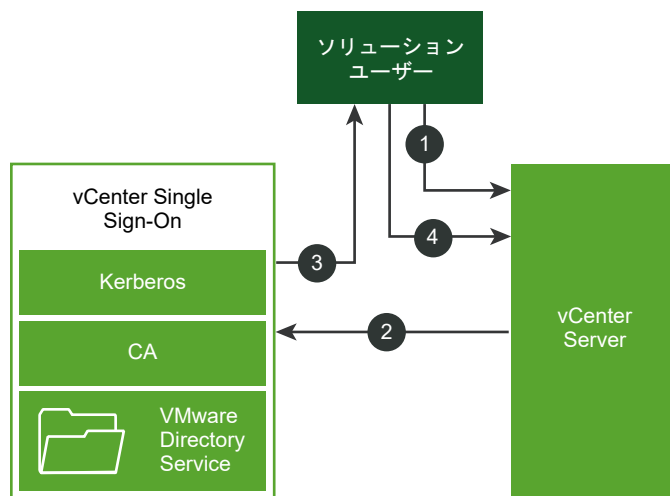 ソリューション
ユーザー
1
vCenter Single
Sign-On
4
3
Kerberos
2
vCenter
Server
CA
VMware
Directory
Service